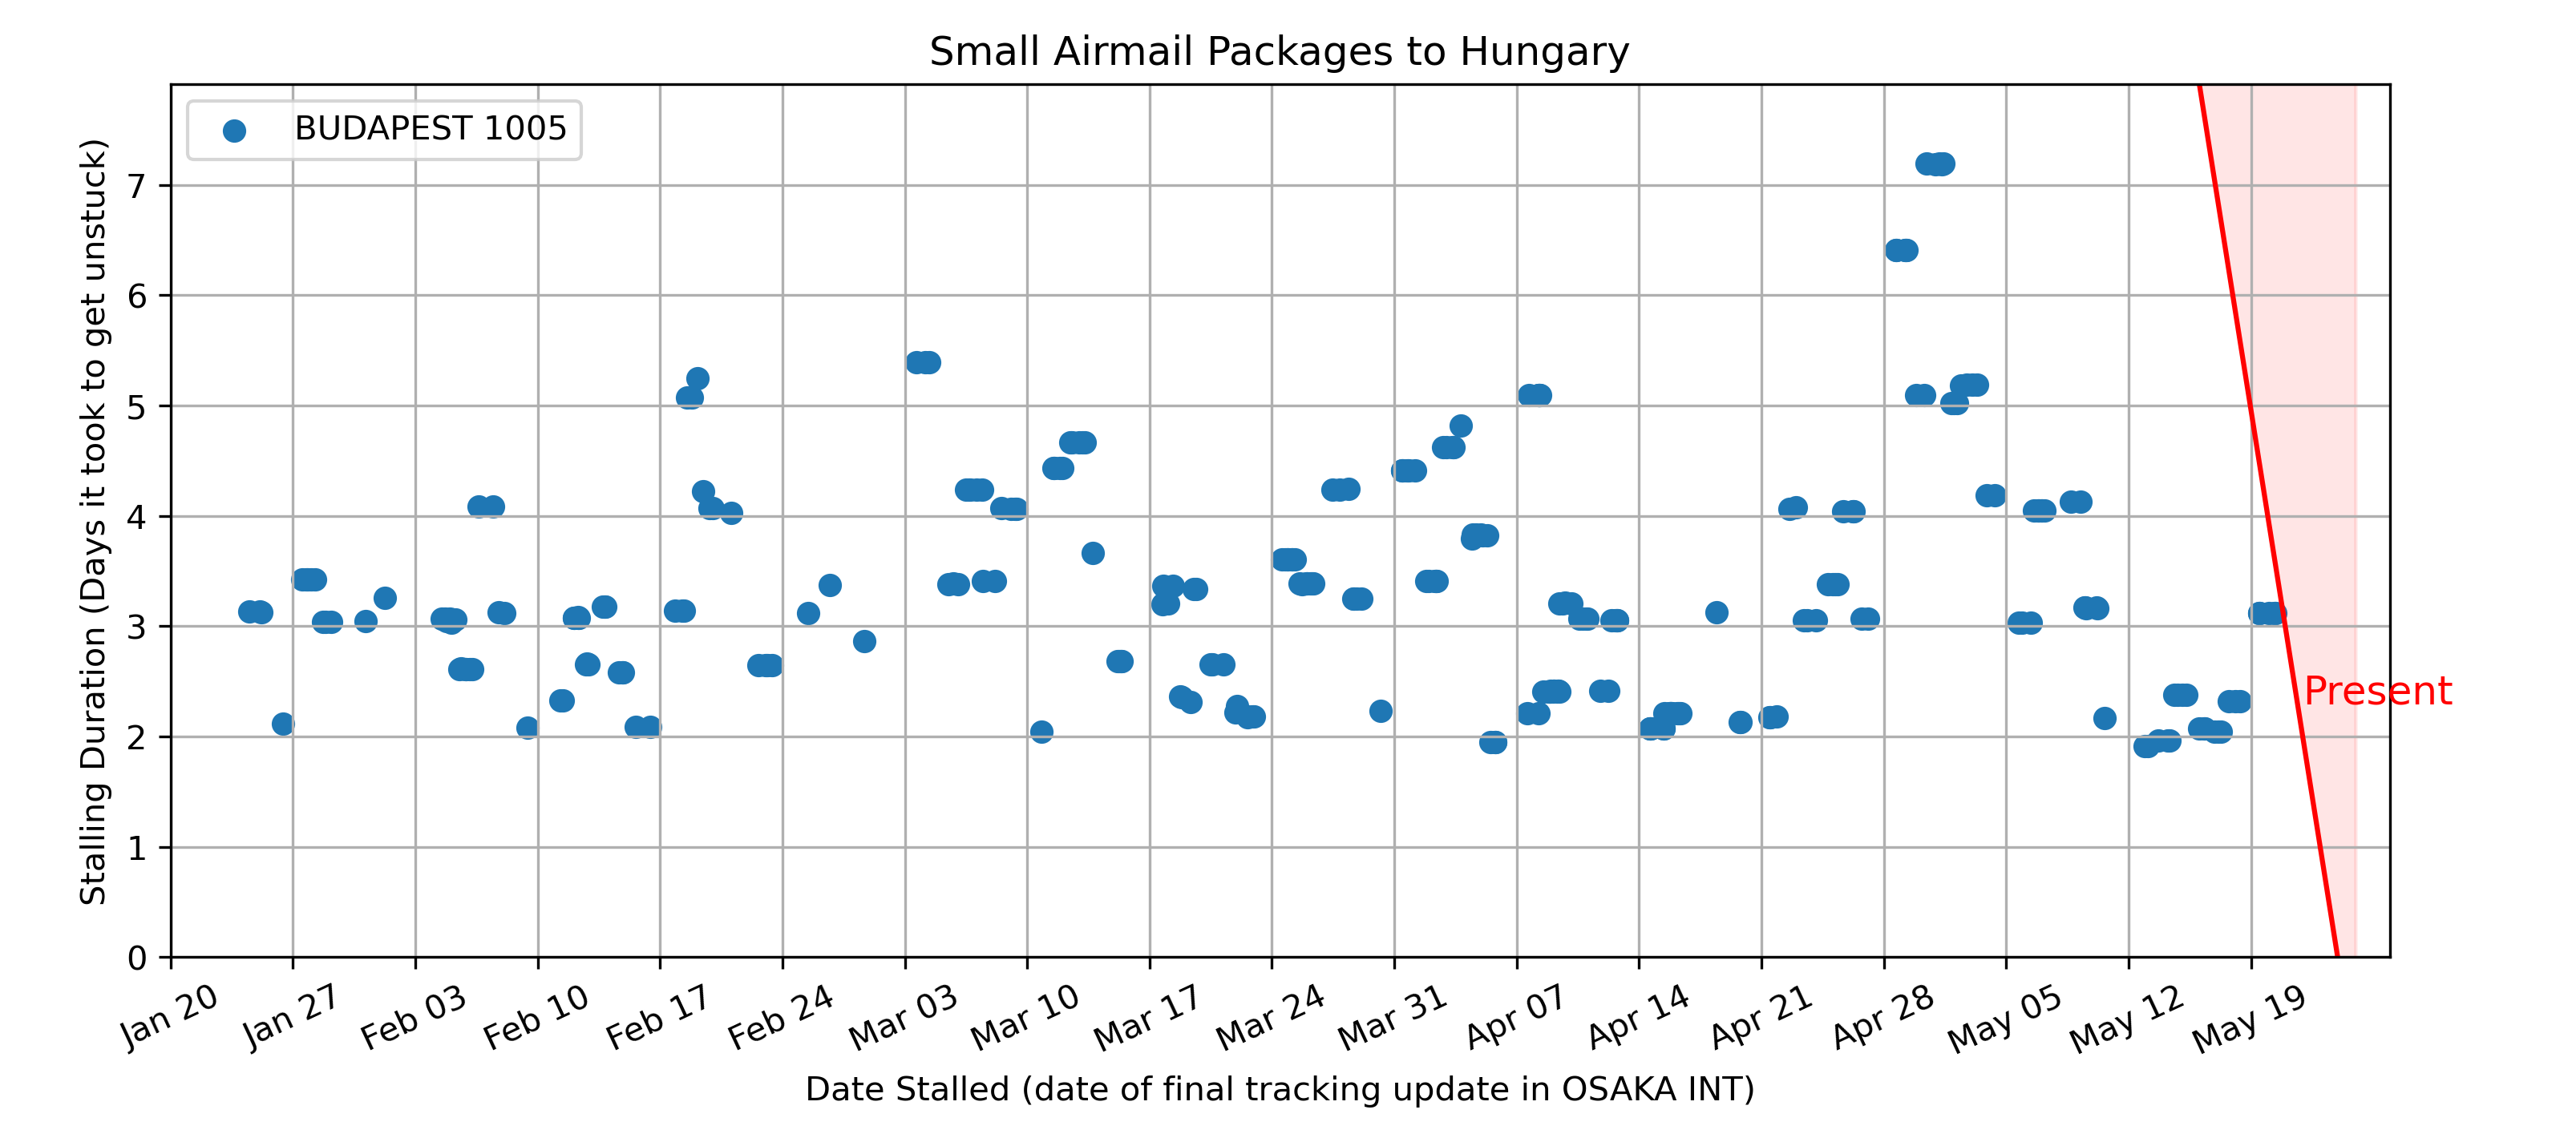 Small Airmail Packages to Hungary
BUDAPEST 1005
Stalling Duration (Days it took to get unstuck)
7
6
5
4
3
2
1
0
Present
Jan 20
Jan 27
Feb 03
Feb 10
Feb 17
Feb 24
Mar 03
Mar 10
Mar 17
Mar 24
Mar 31
Apr 07
Apr 14
Apr 21
Apr 28
May 05
May 12
May 19
Date Stalled (date of final tracking update in OSAKA INT)